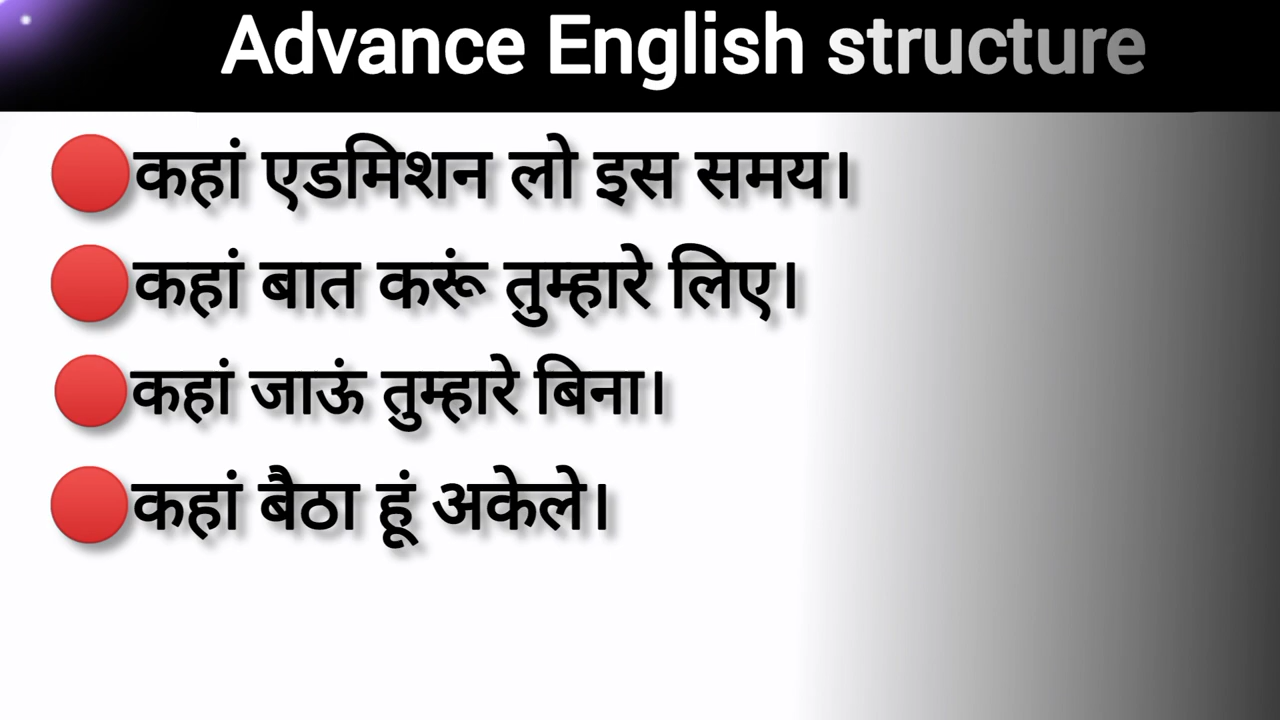 Advance English structure
कहां एडमिशन लो इस समय।
कहां बात करूं तुम्हारे लिए।
कहां जाऊं तुम्हारे बिना।
कहां बैठा हूं अकेले।